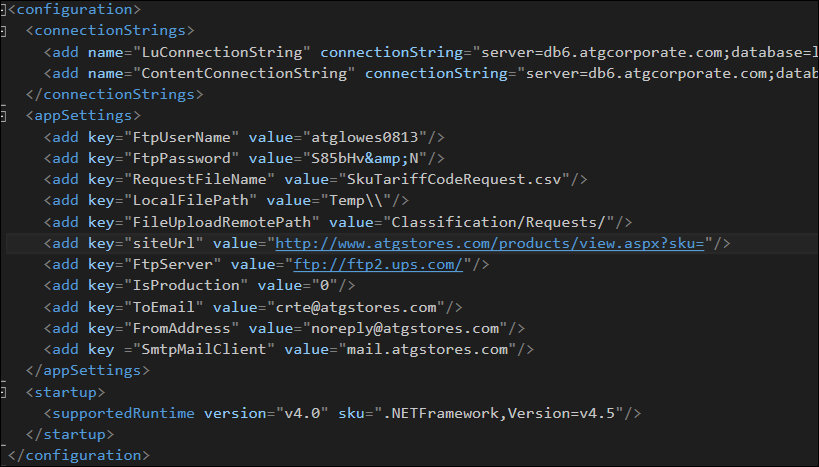 <configuration>
<connectionStrings>
<add name="LuConnectionString" connectionString="server=db6.atgcorporate.com;database=l
<add name="ContentConnectionString" connectionString="server=db6.atgcorporate.com;datab
</connectionStrings>
<appSettings>
<add key="FtpUserName" value="atglowes0813"/>
<add key="FtpPassword" value="S85bHv&amp;N"/>
<add key="RequestFileName" value="SkuTariffCodeRequest.csv"/>
<add key="LocalFilePath" value="Temp\\"/>
<add key="FileUploadRemotePath" value="Classification/Requests/"/>
<add key="siteUrl" value="http://www.atgstores.com/products/view.aspx?sku="/>
<add key="FtpServer" value="ftp://ftp2.ups.com/"/>
<add key="IsProduction" value="0"/>
<add key="ToEmail" value="crte@atgstores.com"/>
<add key="FromAddress" value="noreply@atgstores.com"/>
<add key ="SmtpMailClient" value="mail.atgstores.com"/>
</appSettings>
<startup>
<supportedRuntime version="v4.0" sku=".NETFramework,Version=v4.5"/>
</startup>
</configuration>